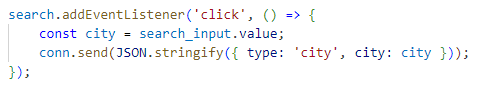 search.addEventListener('click', () => {
    const city = search_input.value;
    conn.send(JSON.stringify({ type: 'city', city: city }));
});